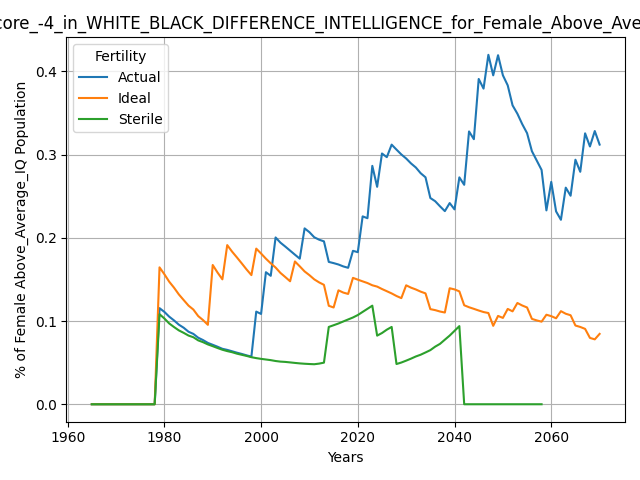 core_-4_in_WHITE_BLACK_DIFFERENCE_INTELLIGENCE_for_Female_Above_Ave
Fertility
Actual
Ideal
Sterile
% of Female Above_Average_IQ Population
0.4
0.3
0.2
0.1
0.0
1960 1980 2000 2020 2040 2060
Years